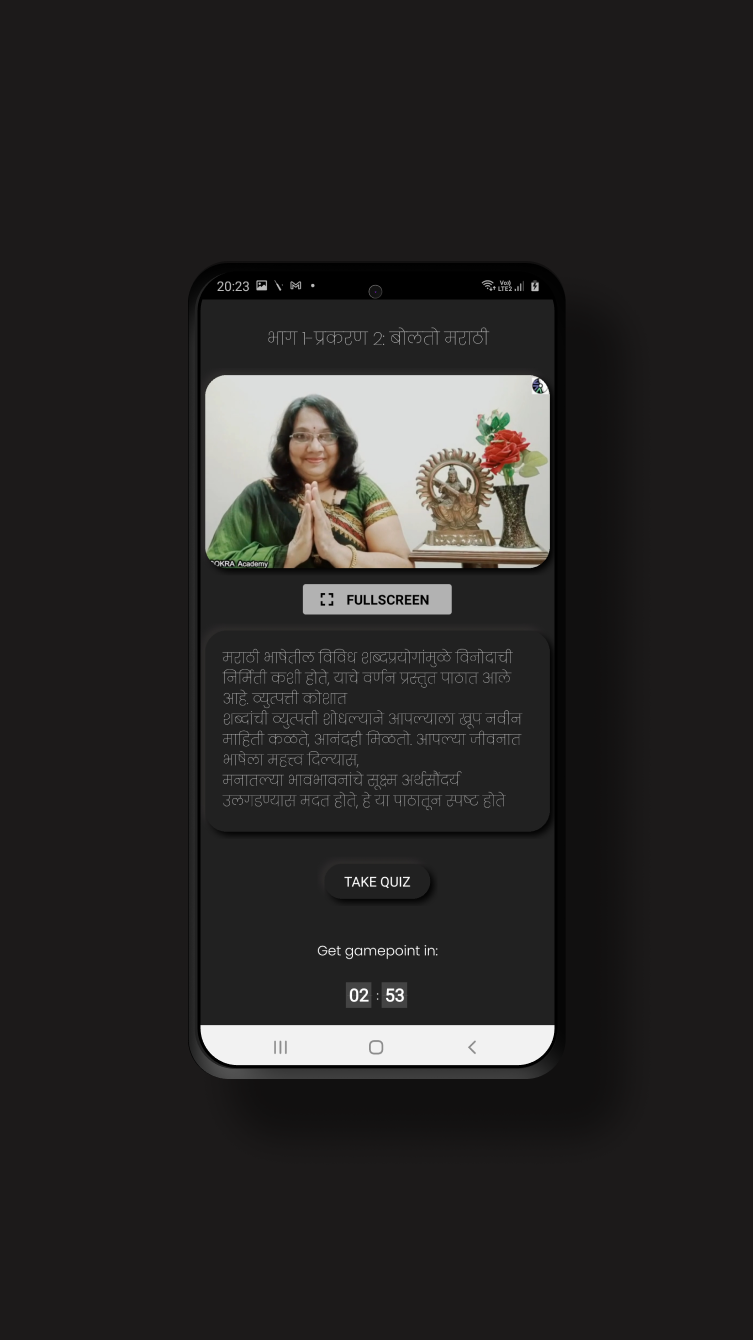 20:23
Vo)) LTE2
भाग 1-प्रकरण 2: बोलतो मराठी
OKRA Academy
FULLSCREEN
मराठी भाषेतील विविध शब्दप्रयोगांमुळे विनोदाची
निर्मिती कशी होते, याचे वर्णन प्रस्तुत पाठात आले
आहे. व्युत्पत्ती कोशात
शब्दांची व्युत्पत्ती शोधल्याने आपल्याला खूप नवीन
माहिती कळते, आनंदही मिळतो. आपल्या जीवनात
भाषेला महत्त्व दिल्यास,
मनातल्या भावभावनांचे सूक्ष्म अर्थसौंदर्य
उलगडण्यास मदत होते, हे या पाठातून स्पष्ट होते
TAKE QUIZ
Get gamepoint in:
02 : 53